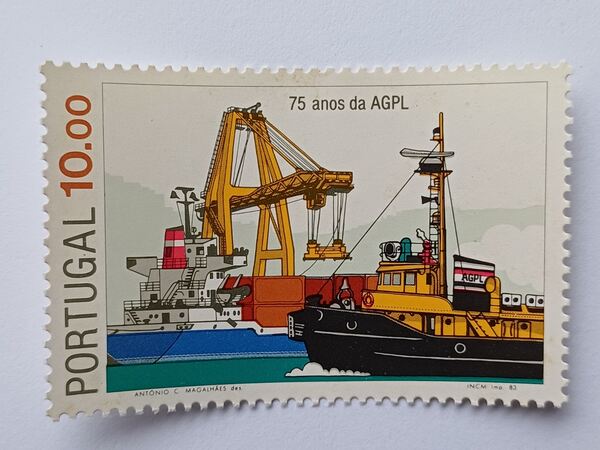 75 anos da AGPL
PORTUGAL 10.00
AGPL
ANTÓNIO C. MAGALHÃES des.
INCM imp. 83